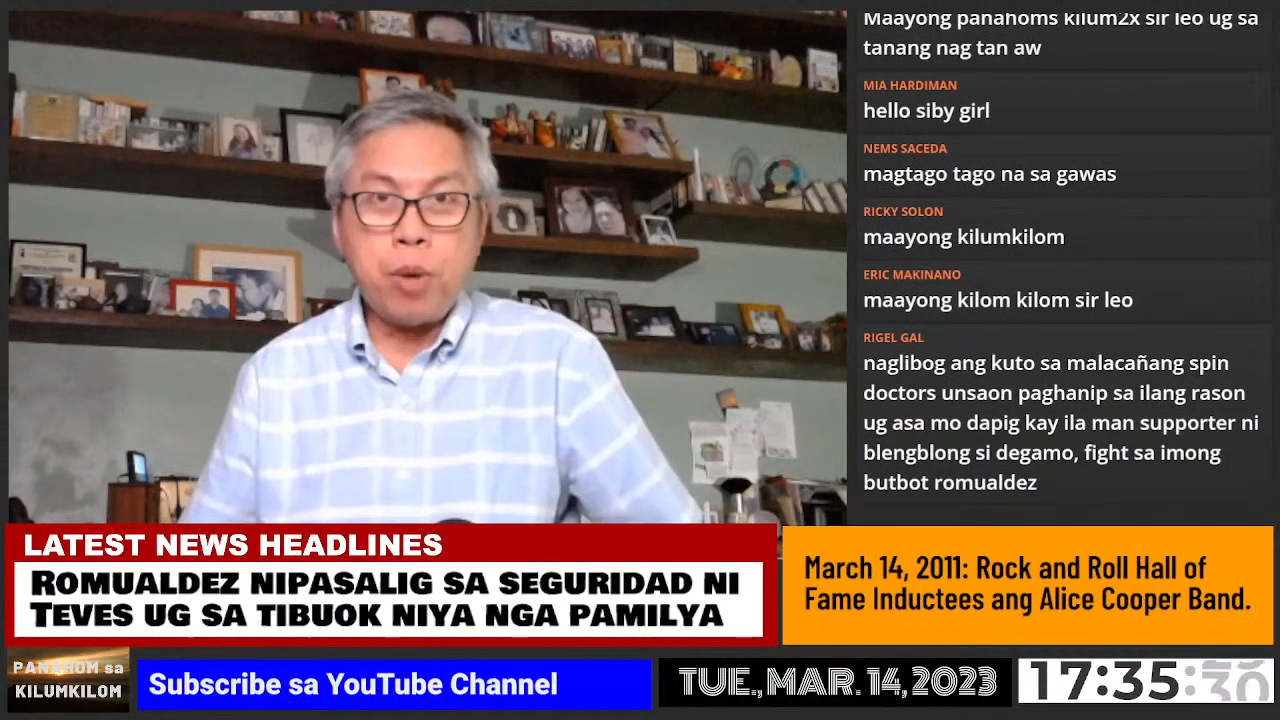 Maayong panahoms kilum2x sir leo ug sa
tanang nag tan aw
MIA HARDIMAN
hello siby girl
NEMS SACEDA
magtago tago na sa gawas
RICKY SOLON
maayong kilumkilom
ERIC MAKINANO
maayong kilom kilom sir leo
RIGEL GAL
naglibog ang kuto sa malacañang spin
doctors unsaon paghanip sa ilang rason
ug asa mo dapig kay ila man supporter ni
blengblong si degamo, fight sa imong
butbot romualdez
LATEST NEWS HEADLINES
ROMUALDEZ NIPASALIG SA SEGURIDAD NI
TEVES UG SA TIBUOK NIYA NGA PAMILYA
March 14, 2011: Rock and Roll Hall of
Fame Inductees ang Alice Cooper Band.
PANAHOM sa
KILUMKILOM
Subscribe sa YouTube Channel
TUE., MAR. 14, 2023
17:35